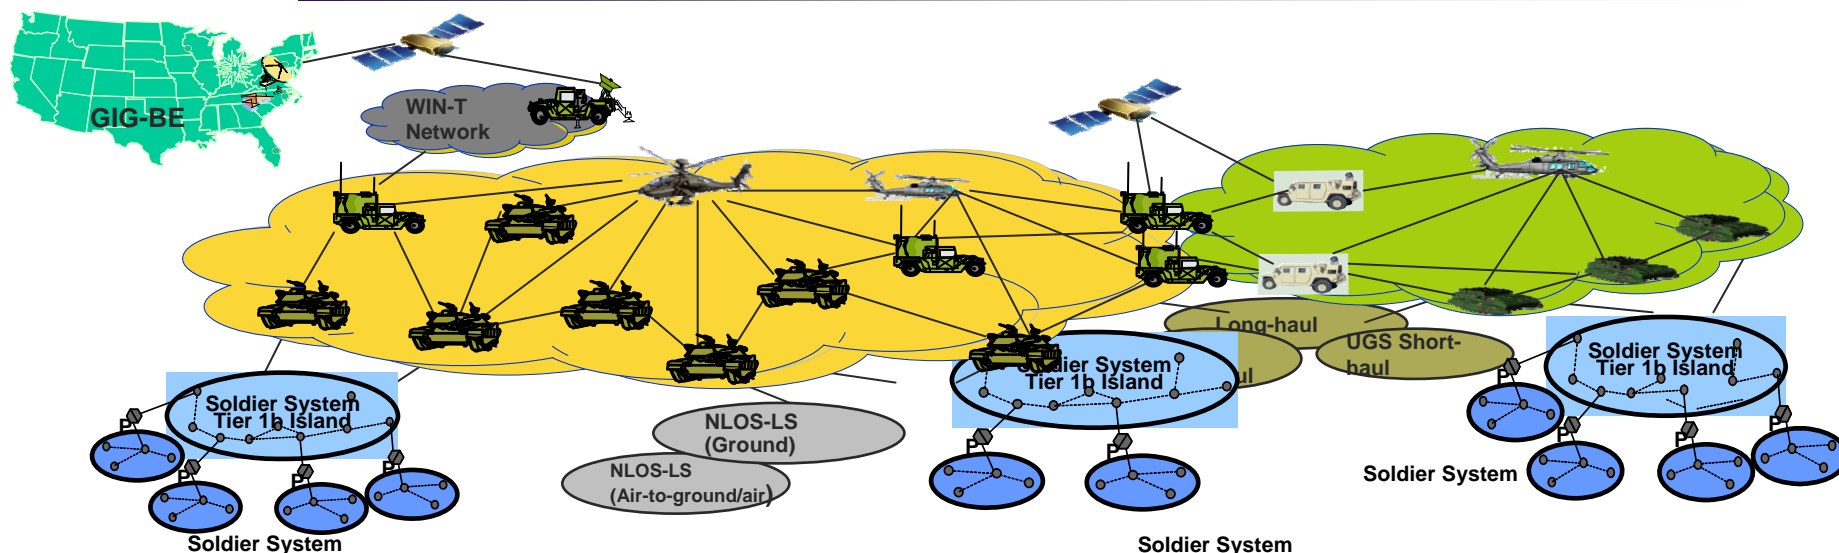 GIG-BE
WIN-T
Network
Long-haul
UGS Short-
haul
ul
Soldier System
Tier 1b Island
Soldier System
Tier 1b Island
Soldier System
Tier 1b Island
NLOS-LS
(Ground)
NLOS-LS
(Air-to-ground/air)
P
P
P
P
P
P
P
P
P
P
Soldier System
Soldier System
Soldier System